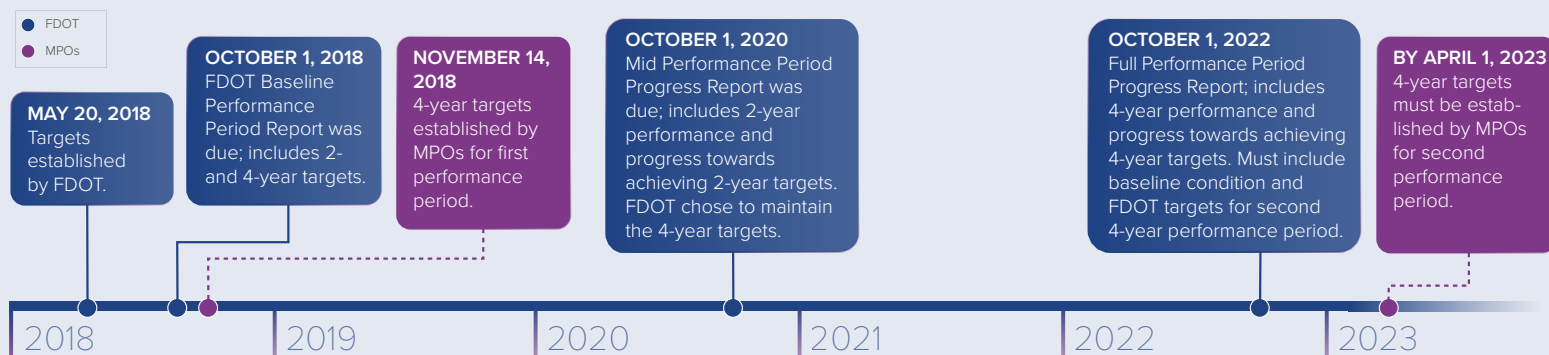 FDOT
MPOs
MAY 20, 2018
Targets
established
by FDOT.
OCTOBER 1, 2018
FDOT Baseline
Performance
Period Report was
due; includes 2-
and 4-year targets.
NOVEMBER 14,
2018
4-year targets
established by
MPOs for first
performance
period.
OCTOBER 1, 2020
Mid Performance Period
Progress Report was
due; includes 2-year
performance and
progress towards
achieving 2-year targets.
FDOT chose to maintain
the 4-year targets.
OCTOBER 1, 2022
Full Performance Period
Progress Report; includes
4-year performance and
progress towards achieving
4-year targets. Must include
baseline condition and
FDOT targets for second
4-year performance period.
BY APRIL 1, 2023
4-year targets
must be estab-
lished by MPOs
for second
performance
period.
2018
2019
2020
2021
2022
2023